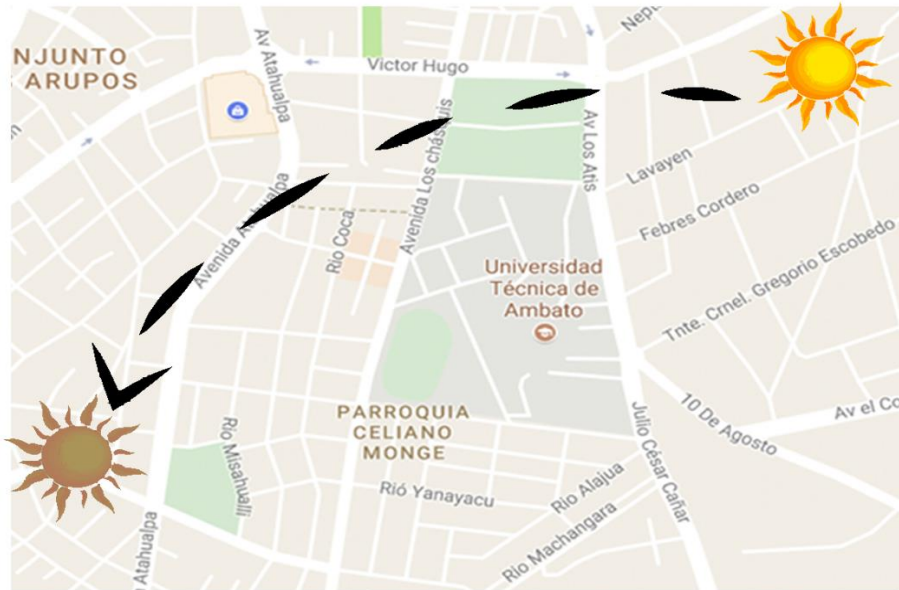 NJUNTO
ARUPOS
Av Atahualpa
Victor Hugo
Avenida Los chásquis
Av Los Atis
Lavayen
Febres Cordero
Tnte. Crnel. Gregorio Escobedo
Avenida Atahualpa
Rio Coca
Universidad
Técnica de
Ambato
PARROQUIA
CELIANO
MONGE
10 De Agosto
Av el Co
Julio César Cañar
Rio Misahualli
Rió Yanayacu
Rio Alajua
Rio Machangara
Atahualpa